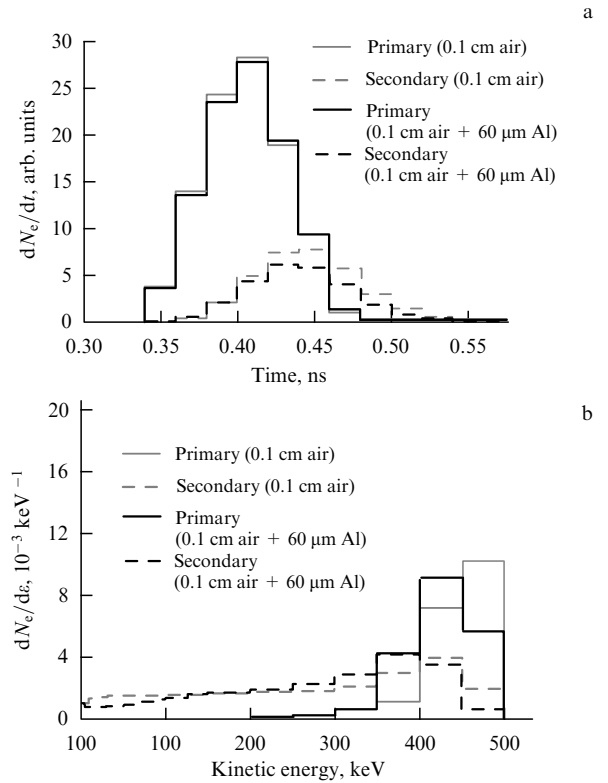 a
30
25
20
15
10
5
0
dNe/dt, arb. units
Primary (0.1 cm air)
Secondary (0.1 cm air)
Primary
(0.1 cm air + 60 μm Al)
Secondary
(0.1 cm air + 60 μm Al)
0.30 0.35 0.40 0.45 0.50 0.55
Time, ns
b
20
16
12
8
4
0
dNe/dε, 10⁻³ keV⁻¹
Primary (0.1 cm air)
Secondary (0.1 cm air)
Primary
(0.1 cm air + 60 μm Al)
Secondary
(0.1 cm air + 60 μm Al)
100 100 200 300 400 500
Kinetic energy, keV